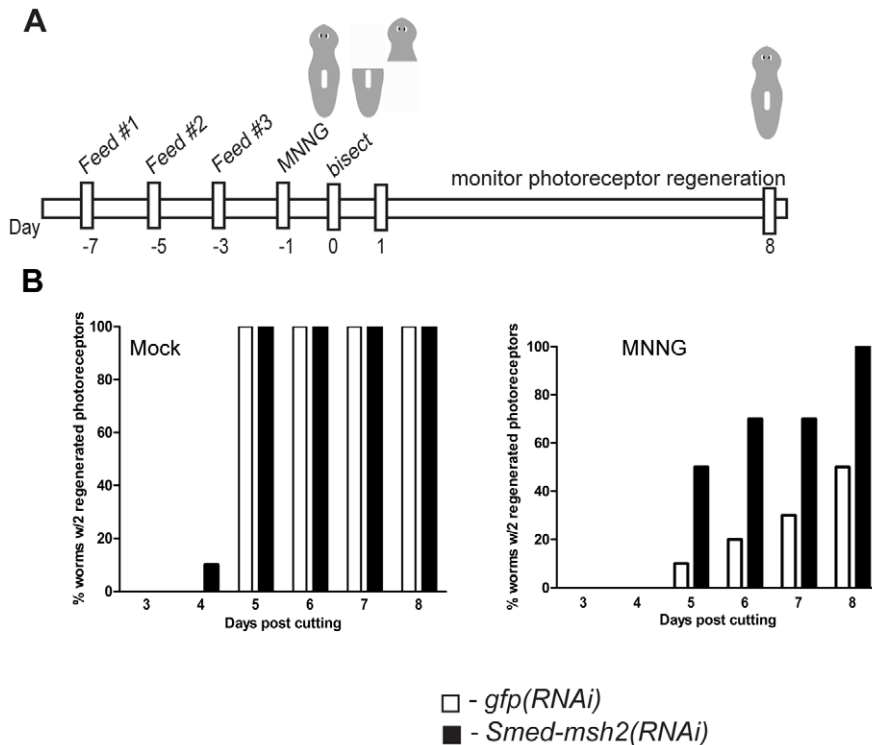 A
Feed #1 Feed #2 Feed #3 MNNG bisect
monitor photoreceptor regeneration
Day
-7 -5 -3 -1 0 1 8
B
Mock
% worms w/2 regenerated photoreceptors
100
80
60
40
20
0
3 4 5 6 7 8
Days post cutting
MNNG
% worms w/2 regenerated photoreceptors
100
80
60
40
20
0
3 4 5 6 7 8
Days post cutting
- gfp(RNAi)
- Smed-msh2(RNAi)